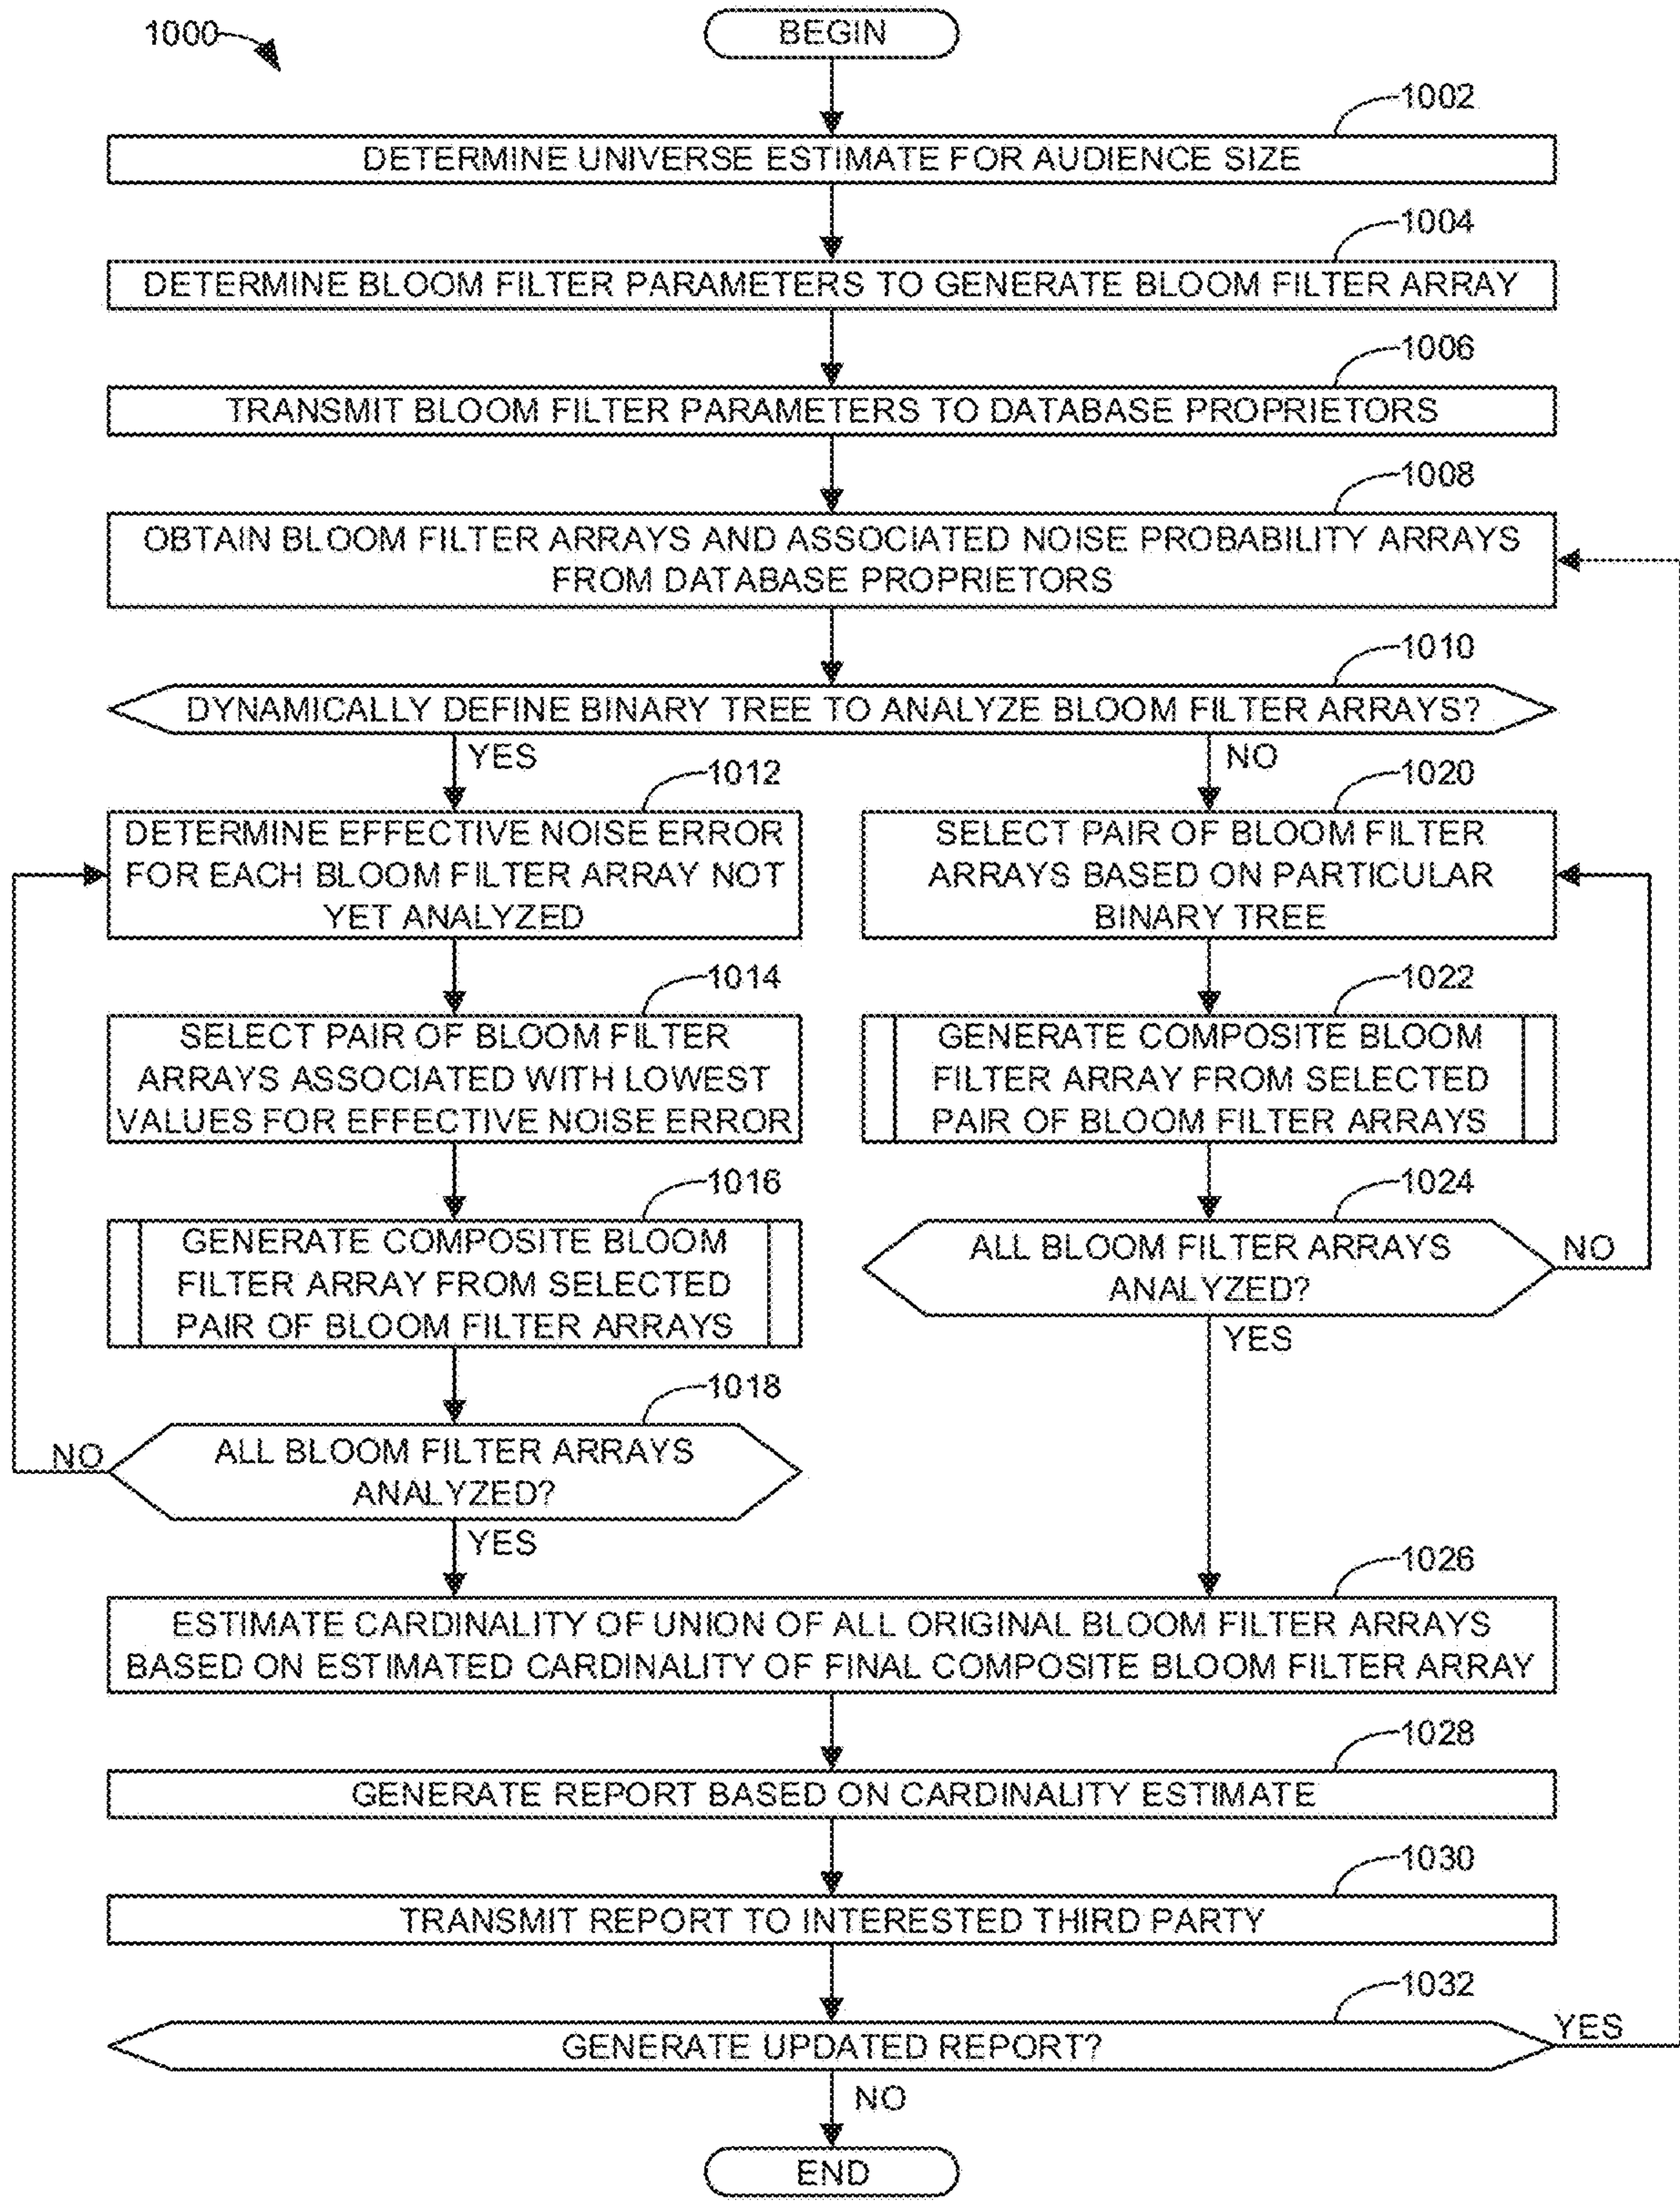 1000
BEGIN
1002
DETERMINE UNIVERSE ESTIMATE FOR AUDIENCE SIZE
1004
DETERMINE BLOOM FILTER PARAMETERS TO GENERATE BLOOM FILTER ARRAY
1006
TRANSMIT BLOOM FILTER PARAMETERS TO DATABASE PROPRIETORS
1008
OBTAIN BLOOM FILTER ARRAYS AND ASSOCIATED NOISE PROBABILITY ARRAYS
FROM DATABASE PROPRIETORS
1010
DYNAMICALLY DEFINE BINARY TREE TO ANALYZE BLOOM FILTER ARRAYS?
YES
1012
DETERMINE EFFECTIVE NOISE ERROR
FOR EACH BLOOM FILTER ARRAY NOT
YET ANALYZED
1014
SELECT PAIR OF BLOOM FILTER
ARRAYS ASSOCIATED WITH LOWEST
VALUES FOR EFFECTIVE NOISE ERROR
1016
GENERATE COMPOSITE BLOOM
FILTER ARRAY FROM SELECTED
PAIR OF BLOOM FILTER ARRAYS
1018
ALL BLOOM FILTER ARRAYS
ANALYZED?
NO
YES
NO
1020
SELECT PAIR OF BLOOM FILTER
ARRAYS BASED ON PARTICULAR
BINARY TREE
1022
GENERATE COMPOSITE BLOOM
FILTER ARRAY FROM SELECTED
PAIR OF BLOOM FILTER ARRAYS
1024
ALL BLOOM FILTER ARRAYS
ANALYZED?
NO
YES
1026
ESTIMATE CARDINALITY OF UNION OF ALL ORIGINAL BLOOM FILTER ARRAYS
BASED ON ESTIMATED CARDINALITY OF FINAL COMPOSITE BLOOM FILTER ARRAY
1028
GENERATE REPORT BASED ON CARDINALITY ESTIMATE
1030
TRANSMIT REPORT TO INTERESTED THIRD PARTY
1032
GENERATE UPDATED REPORT?
YES
NO
END